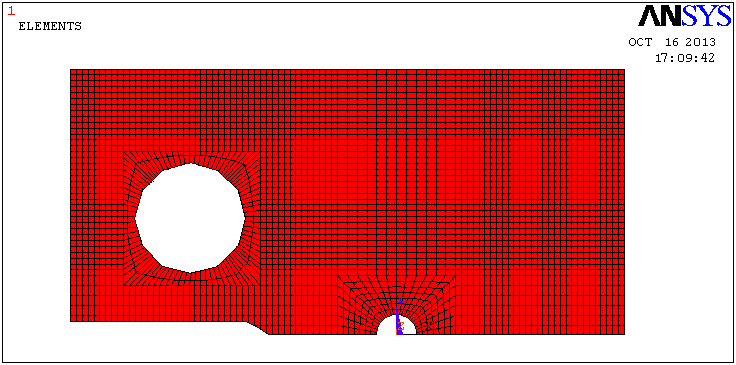 1
ELEMENTS
ANSYS
OCT 16 2013
17:09:42